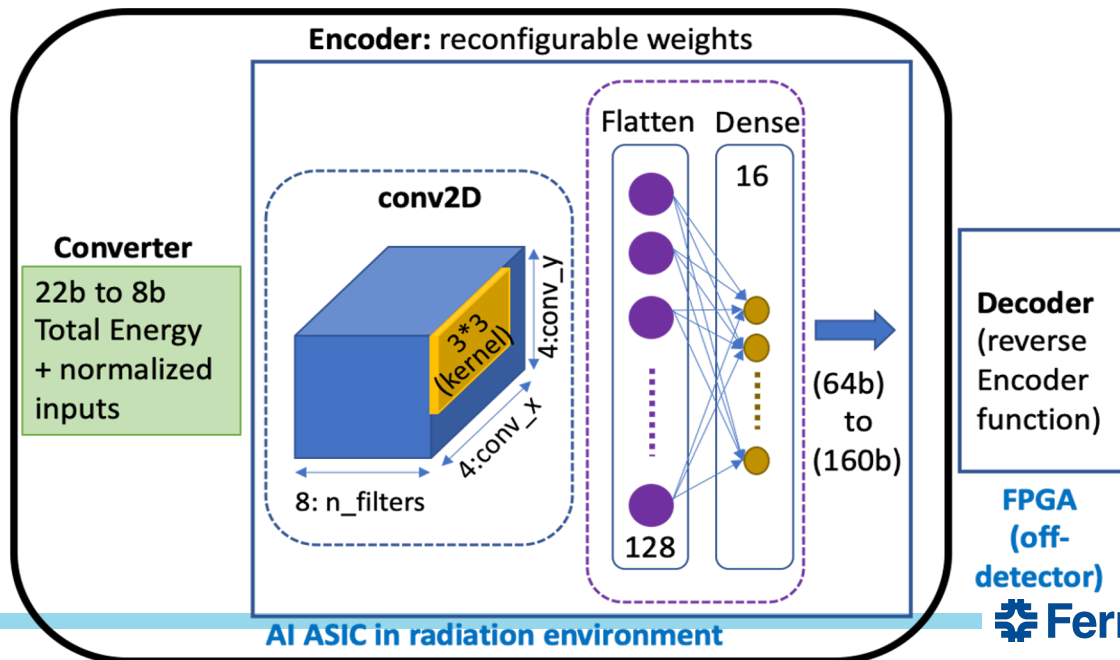 Encoder: reconfigurable weights
Flatten
Dense
16
conv2D
Converter
22b to 8b
Total Energy
+ normalized
inputs
3*3
(kernel)
4:conv_y
4:conv_x
8: n_filters
128
(64b)
to
(160b)
Decoder
(reverse
Encoder
function)
FPGA
(off-
detector)
AI ASIC in radiation environment
Ferm